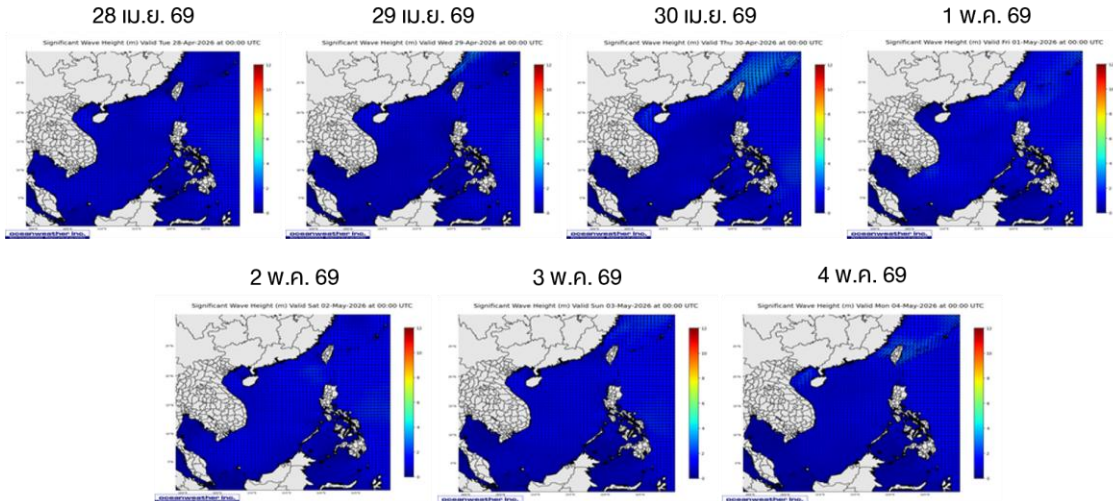 28 เม.ย. 69
29 เม.ย. 69
30 เม.ย. 69
1 พ.ค. 69
Significant Wave Height (m) Valid Tue 28-Apr-2026 at 00:00 UTC
Significant Wave Height (m) Valid Wed 29-Apr-2026 at 00:00 UTC
Significant Wave Height (m) Valid Thu 30-Apr-2026 at 00:00 UTC
Significant Wave Height (m) Valid Fri 01-May-2026 at 00:00 UTC
oceanweather inc.
oceanweather inc.
oceanweather inc.
oceanweather inc.
2 พ.ค. 69
3 พ.ค. 69
4 พ.ค. 69
Significant Wave Height (m) Valid Sat 02-May-2026 at 00:00 UTC
Significant Wave Height (m) Valid Sun 03-May-2026 at 00:00 UTC
Significant Wave Height (m) Valid Mon 04-May-2026 at 00:00 UTC
oceanweather inc.
oceanweather inc.
oceanweather inc.